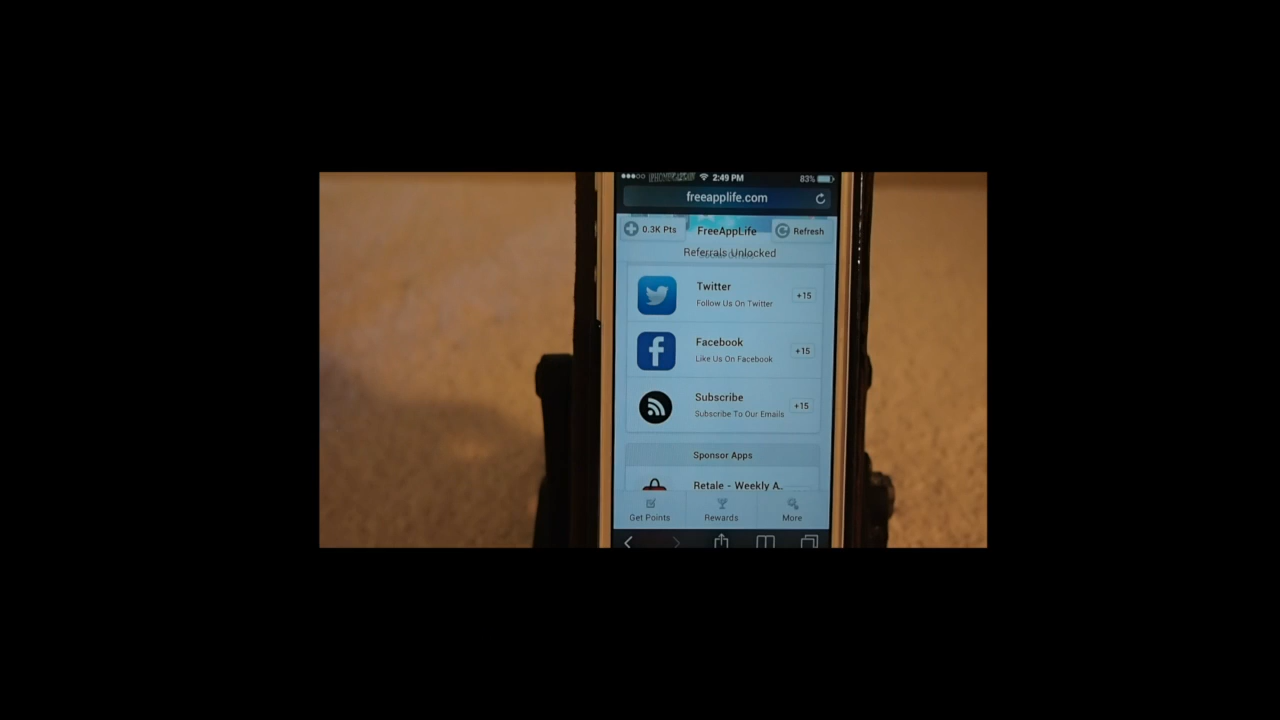 2:49 PM
83%
freeapplife.com
0.3K Pts
FreeAppLife
Refresh
Referrals Unlocked
Twitter
Follow Us On Twitter
+15
Facebook
Like Us On Facebook
+15
Subscribe
Subscribe To Our Emails
+15
Sponsor Apps
Retale - Weekly A..
Get Points
Rewards
More